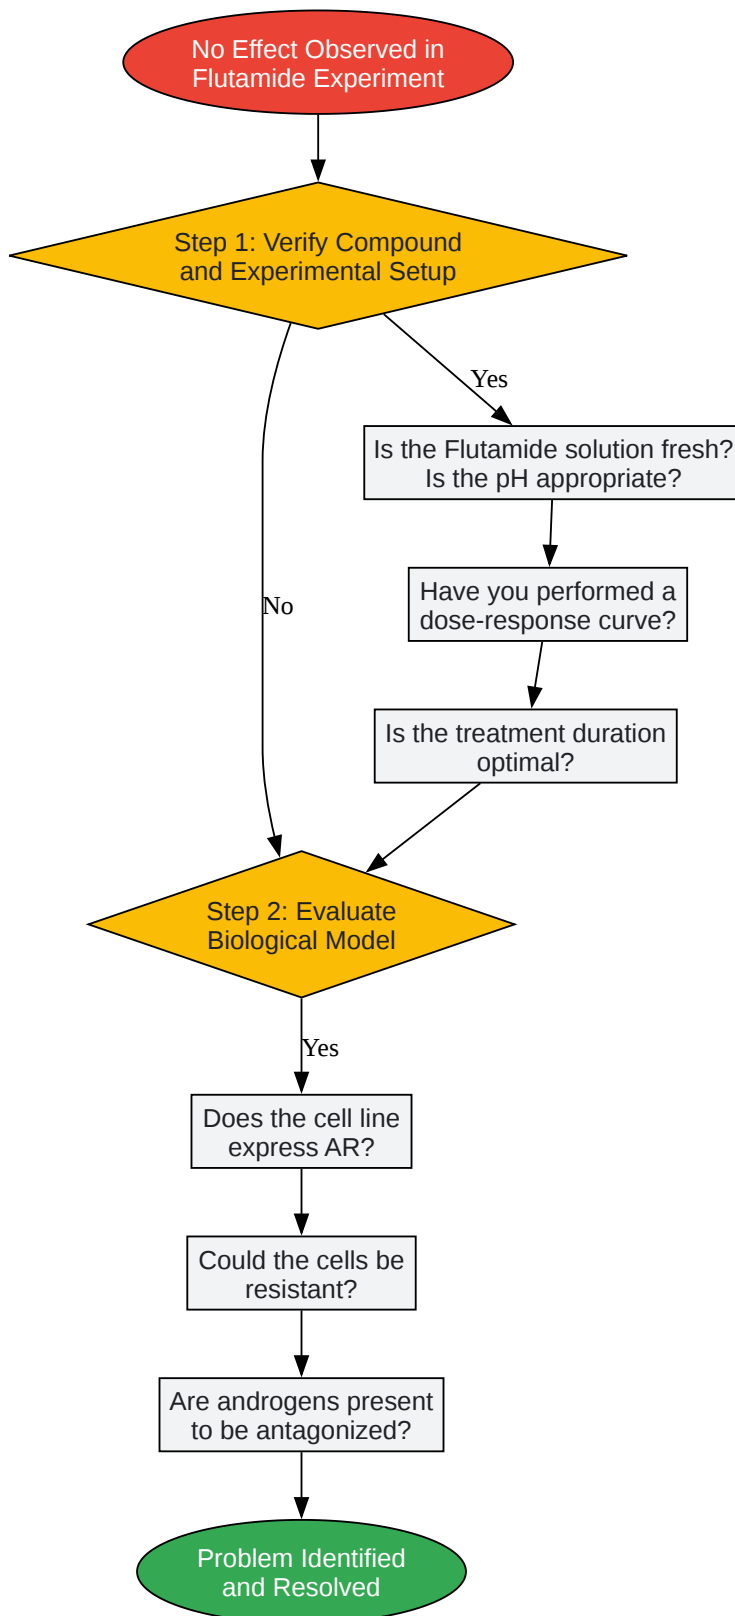 No Effect Observed in
Flutamide Experiment
Step 1: Verify Compound
and Experimental Setup
Yes
Is the Flutamide solution fresh?
Is the pH appropriate?
Have you performed a
dose-response curve?
No
Is the treatment duration
optimal?
Step 2: Evaluate
Biological Model
Yes
Does the cell line
express AR?
Could the cells be
resistant?
Are androgens present
to be antagonized?
Problem Identified
and Resolved